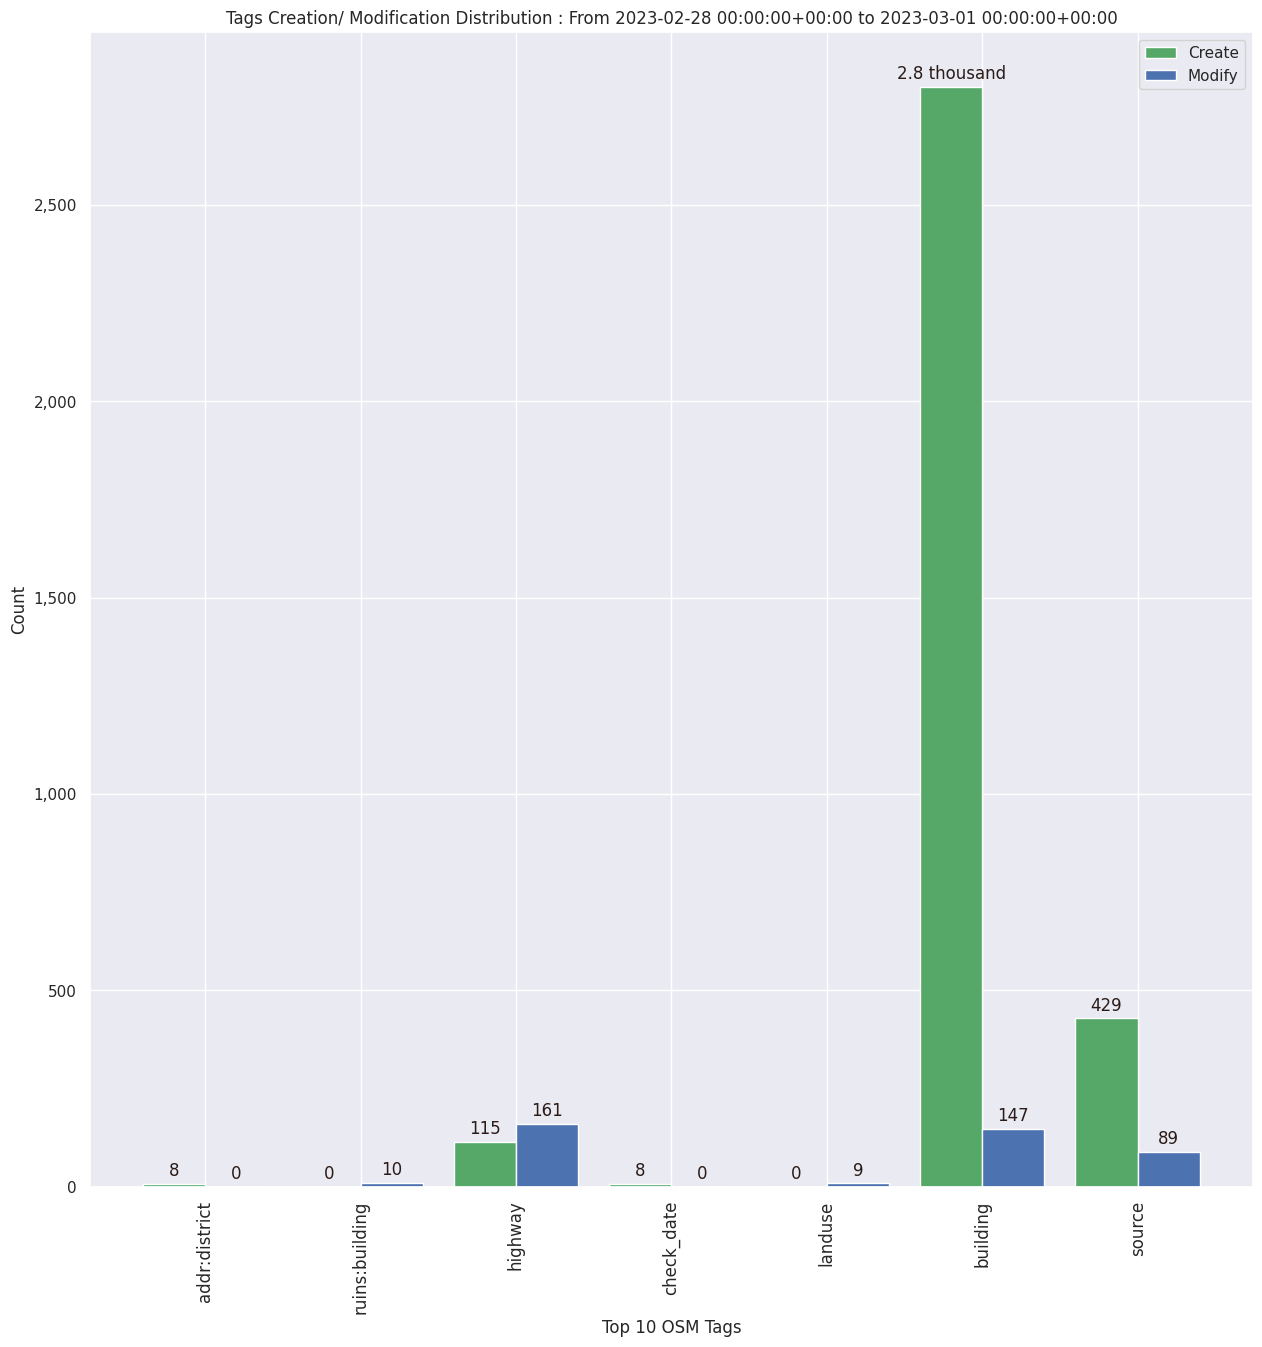 Tags Creation/ Modification Distribution : From 2023-02-28 00:00:00+00:00 to 2023-03-01 00:00:00+00:00
Create
Modify
2.8 thousand
2,500
2,000
1,500
1,000
500
0
Count
8
0
0
10
115
161
8
0
0
9
147
429
89
addr:district
ruins:building
highway
check_date
landuse
building
source
Top 10 OSM Tags